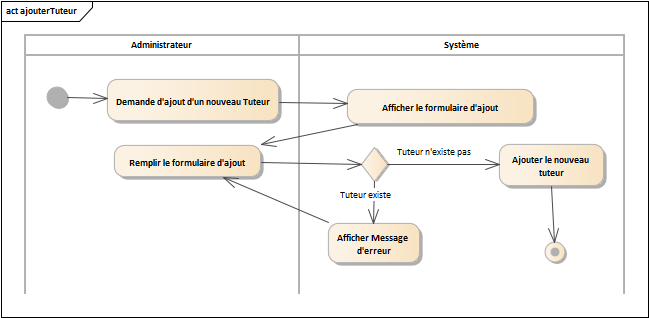 act ajouterTuteur
Administrateur
Système
Demande d'ajout d'un nouveau Tuteur
Afficher le formulaire d'ajout
Remplir le formulaire d'ajout
Tuteur n'existe pas
Ajouter le nouveau
tuteur
Tuteur existe
Afficher Message
d'erreur